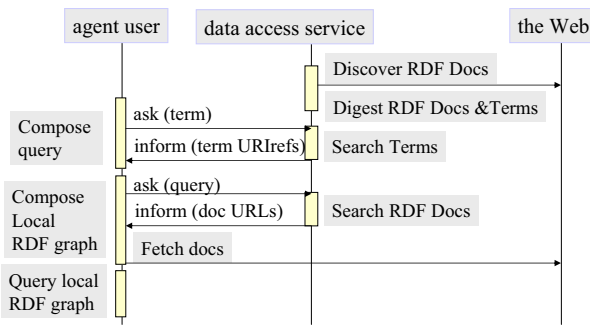 agent user
data access service
the Web
Discover RDF Docs
Digest RDF Docs &Terms
ask (term)
Compose
query
inform (term URIrefs)
Search Terms
ask (query)
Compose
Local
RDF graph
inform (doc URLs)
Search RDF Docs
Fetch docs
Query local
RDF graph